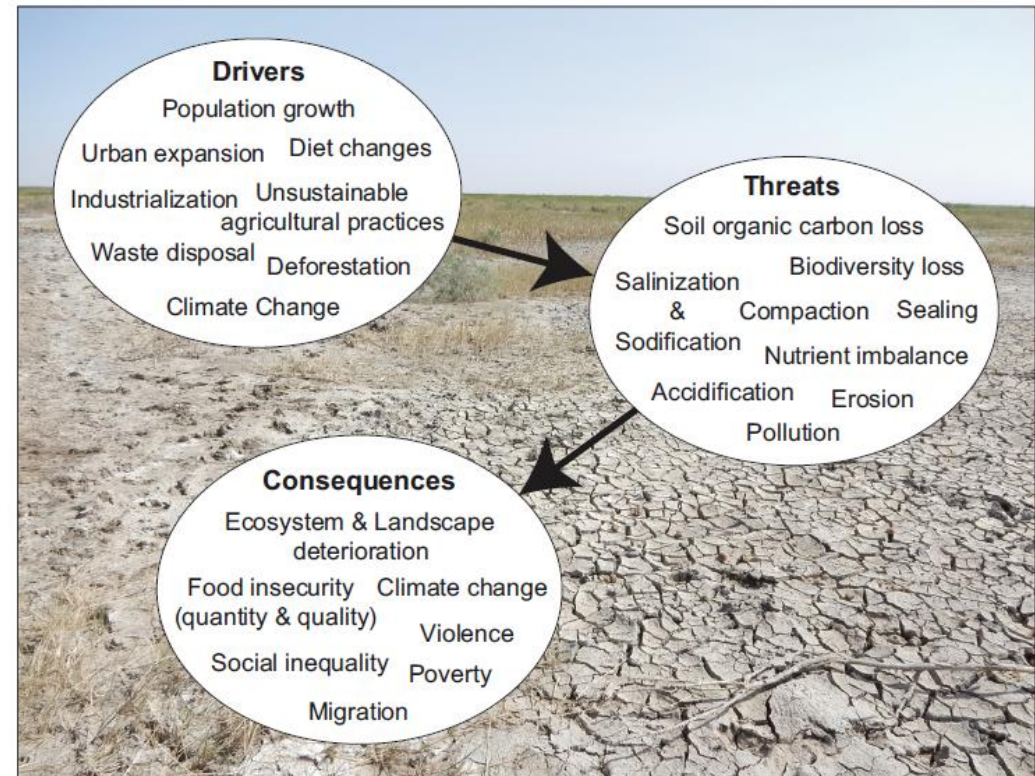 Drivers
Population growth
Urban expansion
Diet changes
Industrialization
Unsustainable
agricultural practices
Waste disposal
Deforestation
Climate Change
Threats
Soil organic carbon loss
Biodiversity loss
Salinization
&
Sodification
Compaction
Sealing
Nutrient imbalance
Accidification
Erosion
Pollution
Consequences
Ecosystem & Landscape
deterioration
Food insecurity
(quantity & quality)
Climate change
Violence
Social inequality
Poverty
Migration